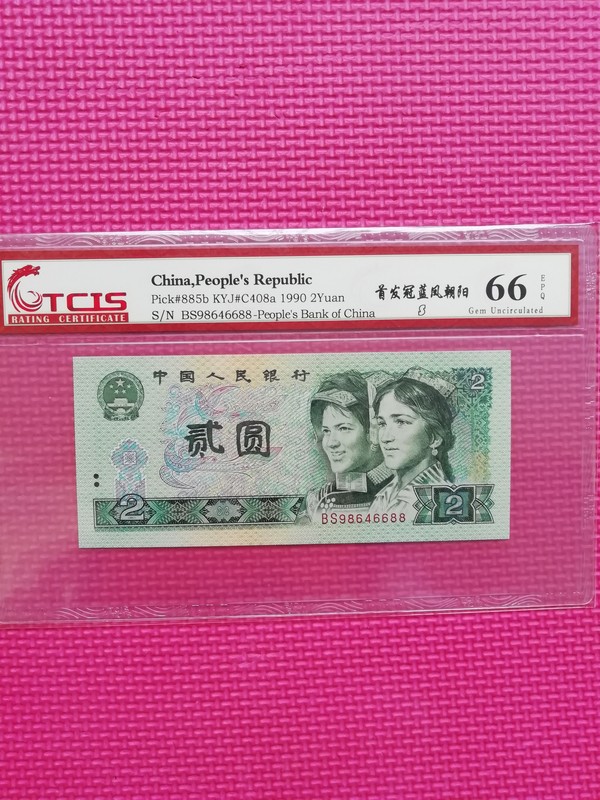 TCIS
RATING CERTIFICATE
China,People's Republic
Pick#885b KYJ#C408a 1990 2Yuan
S/N BS98646688-People's Bank of China
首发冠蓝凤朝阳
8
66
EPQ
Gem Uncirculated
中国人民银行
2
贰圆
2
BS98646688
2